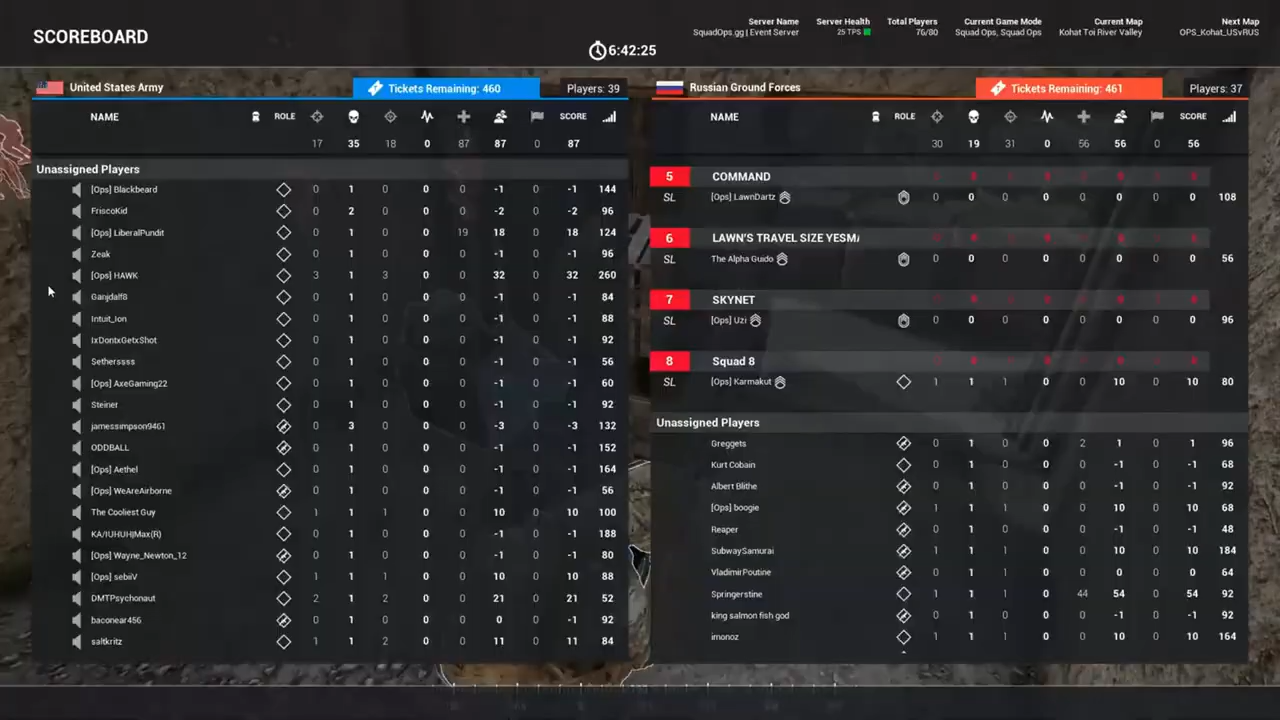 SCOREBOARD
6:42:25
Server Name Server Health Total Players Current Game Mode Current Map Next Map
SquadOps.gg | Event Server 25 TPS 76/80 Squad Ops, Squad Ops Kohat Toi River Valley OPS_Kohat_USvRUS
United States Army Tickets Remaining: 460 Players: 39
NAME ROLE SCORE
17 35 18 0 87 87 0 87
Unassigned Players
[Ops] Blackbeard 0 1 0 0 0 -1 0 -1 144
FriscoKid 0 2 0 0 0 -2 0 -2 96
[Ops] LiberalPundit 0 1 0 0 19 18 0 18 124
Zeak 0 1 0 0 0 -1 0 -1 96
[Ops] HAWK 3 1 3 0 0 32 0 32 260
Ganjdalf8 0 1 0 0 0 -1 0 -1 84
Intuit_Ion 0 1 0 0 0 -1 0 -1 88
IxDontxGetxShot 0 1 0 0 0 -1 0 -1 92
Setherssss 0 1 0 0 0 -1 0 -1 56
[Ops] AxeGaming22 0 1 0 0 0 -1 0 -1 60
Steiner 0 1 0 0 0 -1 0 -1 92
jamessimpson9461 0 3 0 0 0 -3 0 -3 132
ODDBALL 0 1 0 0 0 -1 0 -1 152
[Ops] Aethel 0 1 0 0 0 -1 0 -1 164
[Ops] WeAreAirborne 0 1 0 0 0 -1 0 -1 56
The Cooliest Guy 1 1 1 0 0 10 0 10 100
KA/IUHUH|Max(R) 0 1 0 0 0 -1 0 -1 188
[Ops] Wayne_Newton_12 0 1 0 0 0 -1 0 -1 80
[Ops] sebiiV 1 1 1 0 0 10 0 10 88
DMTPsychonaut 2 1 2 0 0 21 0 21 52
baconear456 0 1 0 0 0 0 0 -1 92
saltkritz 1 1 2 0 0 11 0 11 84
Russian Ground Forces Tickets Remaining: 461 Players: 37
NAME ROLE SCORE
30 19 31 0 56 56 0 56
5 COMMAND
SL [Ops] LawnDartz 0 0 0 0 0 0 0 0 108
6 LAWN'S TRAVEL SIZE YESM
SL The Alpha Guido 0 0 0 0 0 0 0 0 56
7 SKYNET
SL [Ops] Uzi 0 0 0 0 0 0 0 0 96
8 Squad 8
SL [Ops] Karmakut 1 1 1 0 0 10 0 10 80
Unassigned Players
Greggets 0 1 0 0 2 1 0 1 96
Kurt Cobain 0 1 0 0 0 -1 0 -1 68
Albert Blithe 0 1 0 0 0 -1 0 -1 92
[Ops] boogie 1 1 1 0 0 10 0 10 68
Reaper 0 1 0 0 0 -1 0 -1 48
SubwaySamurai 1 1 1 0 0 10 0 10 184
VladimirPoutine 0 1 1 0 0 0 0 0 64
Springerstine 1 1 1 0 44 54 0 54 92
king salmon fish god 0 1 0 0 0 -1 0 -1 92
imonoz 1 1 1 0 0 10 0 10 164